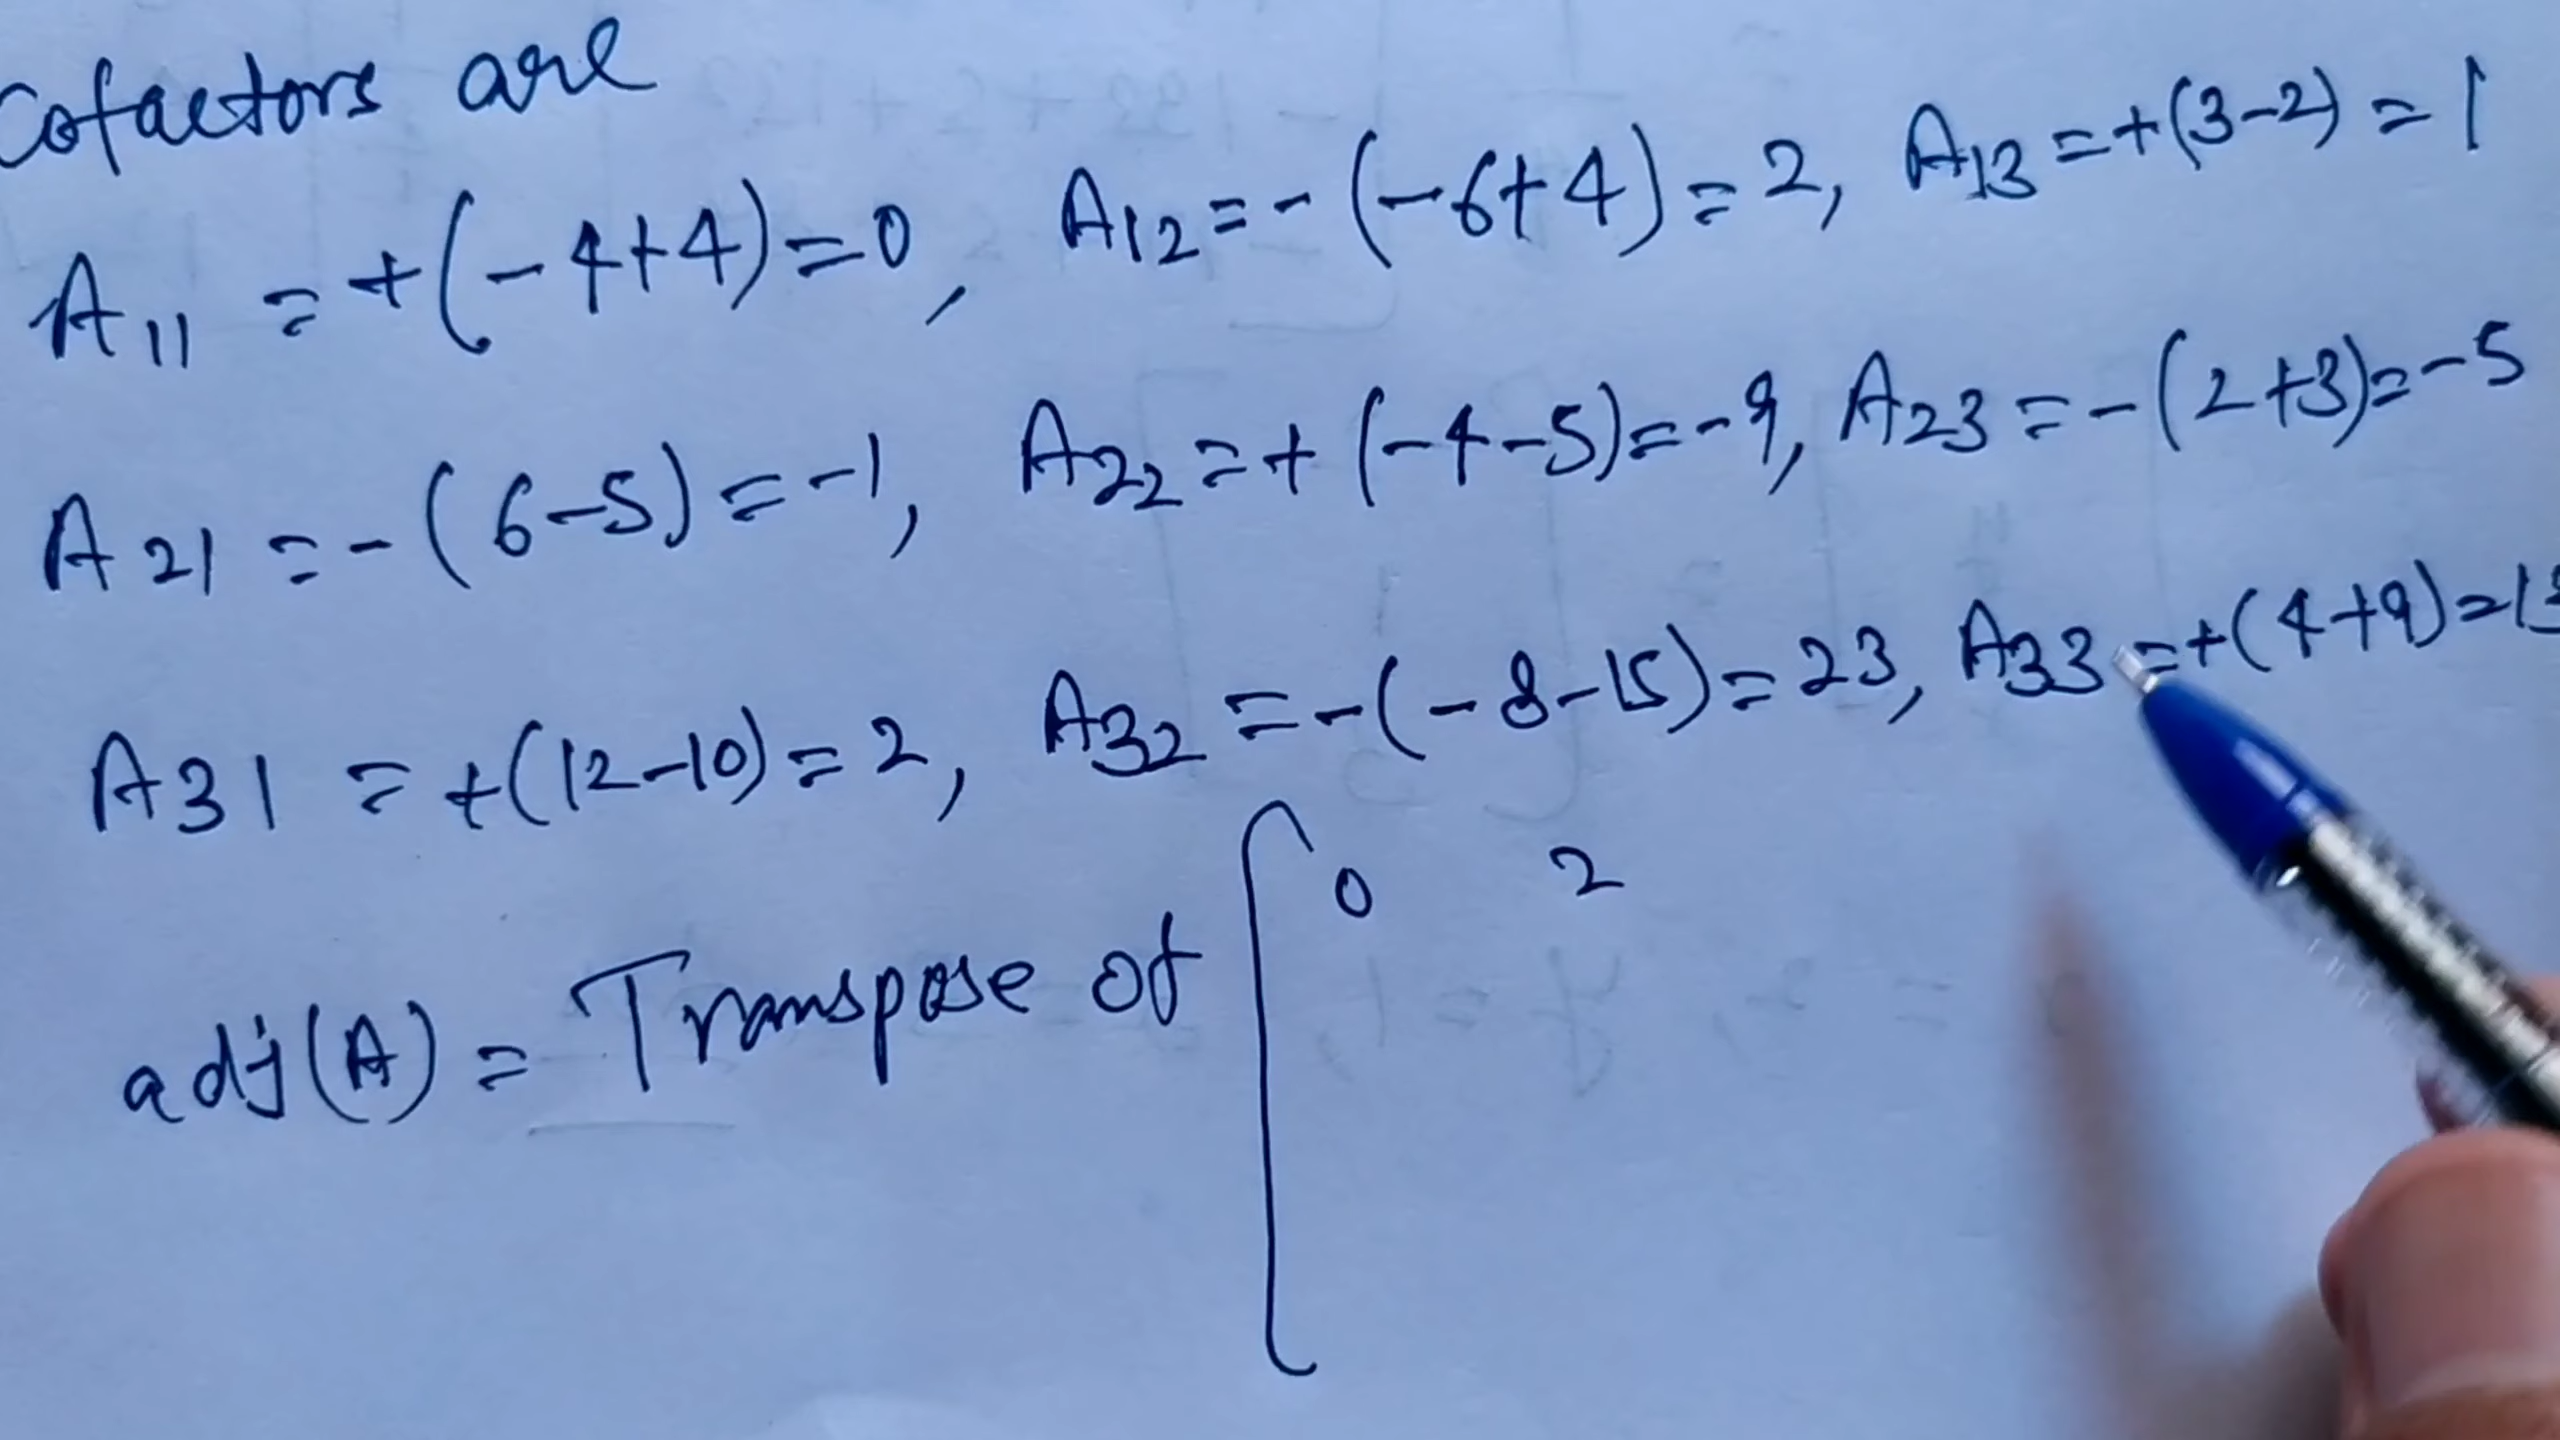 cofactors are
A11 = +(-4+4)=0, A12 = -(-6+4)=2, A13 = +(3-2) = 1
A21 = -(6-5) = -1, A22 = +(-4-5)=-9, A23 = -(2+3)=-5
A31 = +(12-10) = 2, A32 = -(-8-15) = 23, A33 = +(4+9)=13
adj(A) = Transpose of [ 0 2